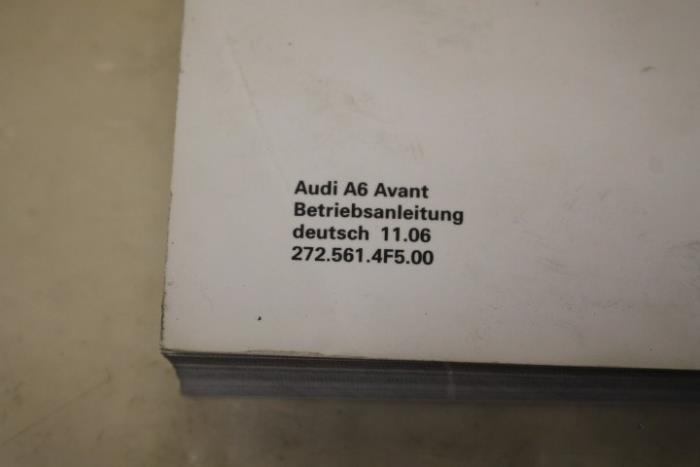 Audi A6 Avant
Betriebsanleitung
deutsch 11.06
272.561.4F5.00